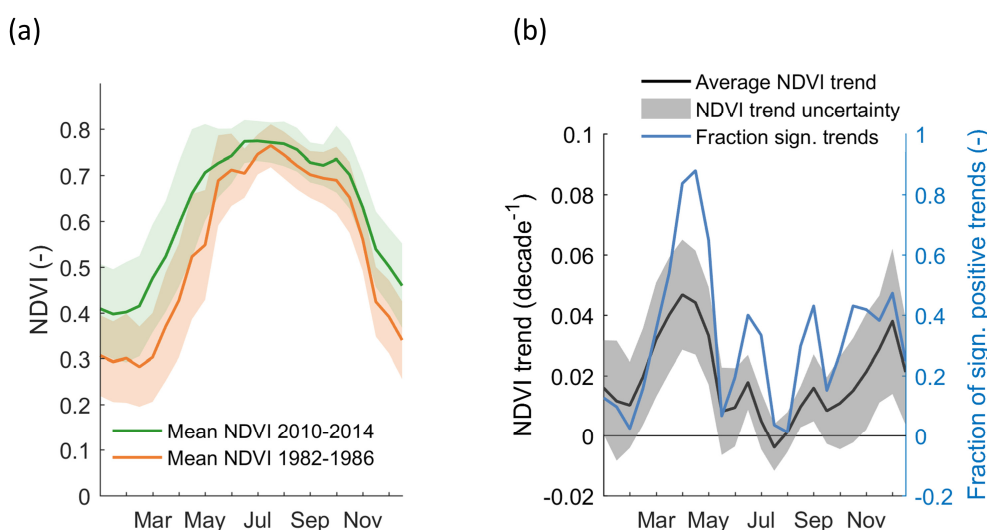 (a)
(b)
NDVI (-)
0.8
0.7
0.6
0.5
0.4
0.3
0.2
0.1
0
Mean NDVI 2010-2014
Mean NDVI 1982-1986
Mar May Jul Sep Nov
Average NDVI trend
NDVI trend uncertainty
Fraction sign. trends
NDVI trend (decade⁻¹)
0.1
0.08
0.06
0.04
0.02
0
-0.02
1
0.8
0.6
0.4
0.2
0
-0.2
Fraction of sign. positive trends (-)
Mar May Jul Sep Nov